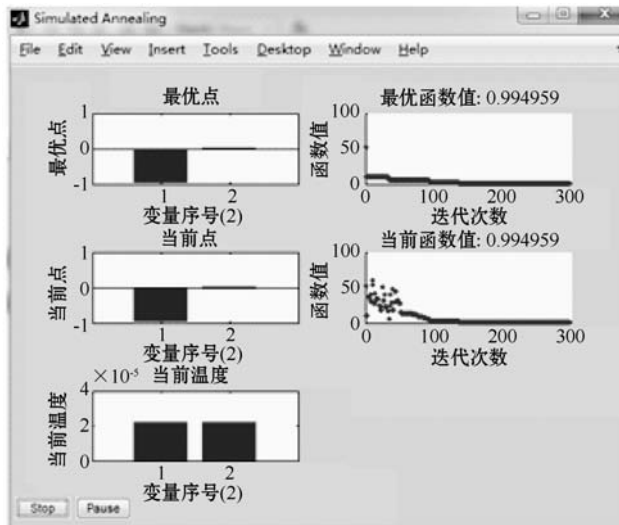 Simulated Annealing
File Edit View Insert Tools Desktop Window Help
最优点
1
0
-1
最优点
1 2
变量序号(2)
最优函数值: 0.994959
100
50
0
函数值
0 100 200 300
迭代次数
当前点
1
0
-1
当前点
1 2
变量序号(2)
当前函数值: 0.994959
100
50
0
函数值
0 100 200 300
迭代次数
×10-5 当前温度
4
2
0
当前温度
1 2
变量序号(2)
Stop Pause